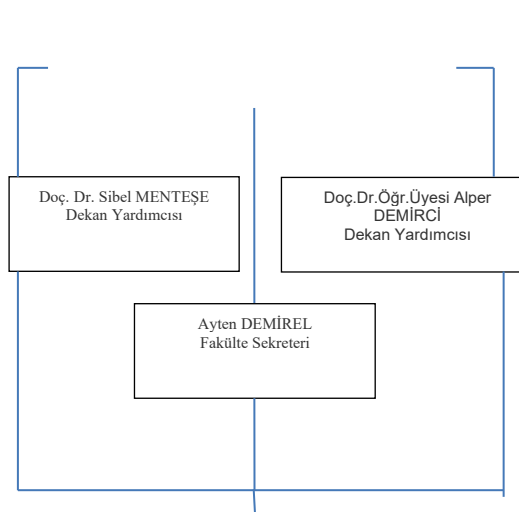 Doç. Dr. Sibel MENTEŞE
Dekan Yardımcısı
Doç.Dr.Öğr.Üyesi Alper
DEMİRCİ
Dekan Yardımcısı
Ayten DEMİREL
Fakülte Sekreteri